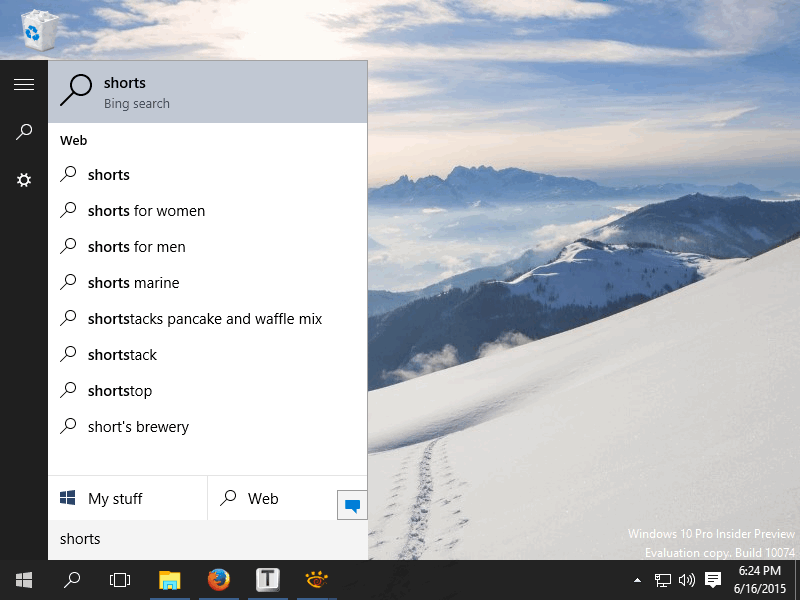 shorts
Bing search
Web
shorts
shorts for women
shorts for men
shorts marine
shortstacks pancake and waffle mix
shortstack
shortstop
short's brewery
My stuff
Web
shorts
Windows 10 Pro Insider Preview
Evaluation copy. Build 10074
T
6:24 PM
6/16/2015